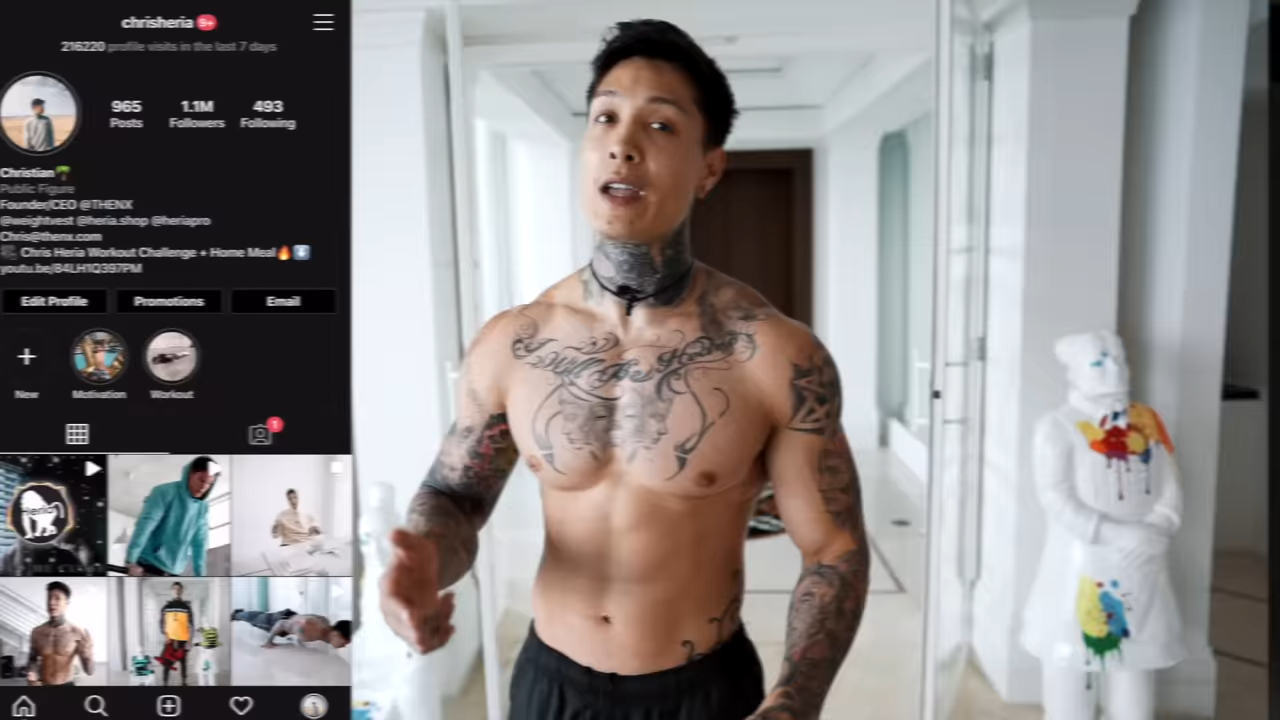 chrisheria 9+
216220 profile visits in the last 7 days
965 1.1M 493
Posts Followers Following
Christian
Public Figure
Founder/CEO @THENX
@weightvest @heria.shop @heriapro
Chris@thenx.com
Chris Heria Workout Challenge + Home Meal
youtu.be/B4LH1Q397PM
Edit Profile Promotions Email
New Motivation Workout
1